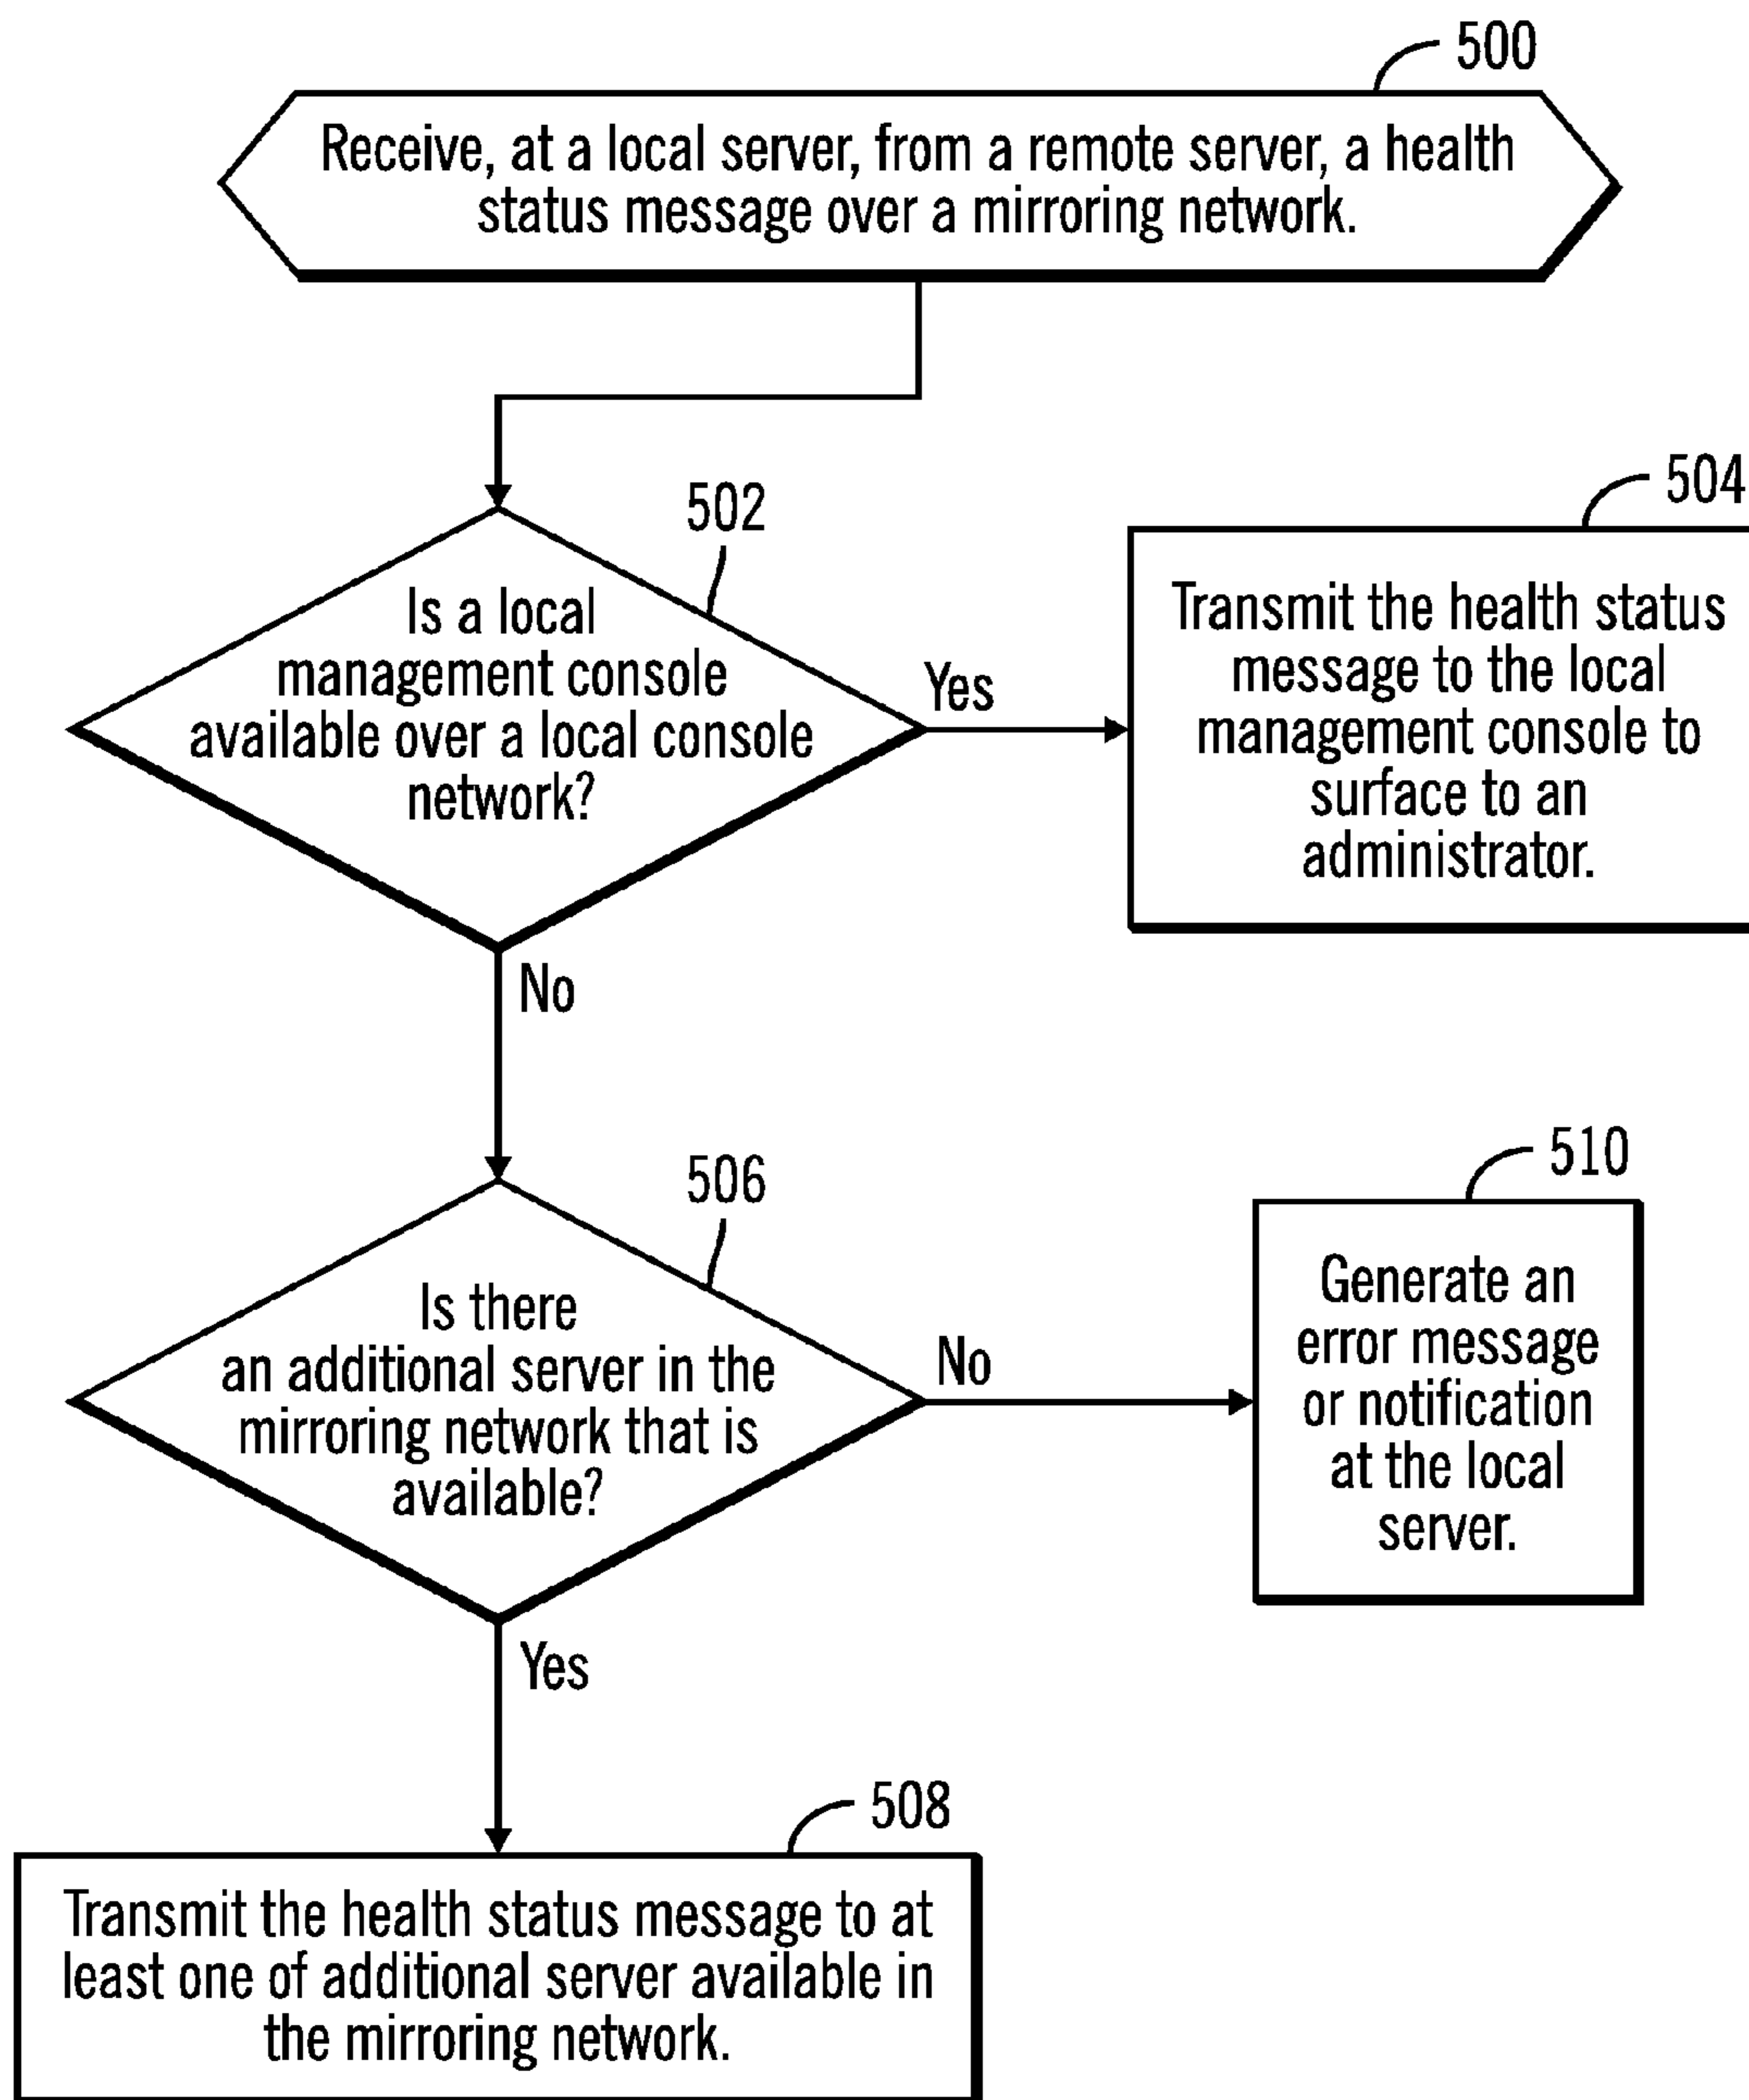 500
Receive, at a local server, from a remote server, a health
status message over a mirroring network.
502
Is a local
management console
available over a local console
network?
Yes
504
Transmit the health status
message to the local
management console to
surface to an
administrator.
No
506
Is there
an additional server in the
mirroring network that is
available?
No
510
Generate an
error message
or notification
at the local
server.
Yes
508
Transmit the health status message to at
least one of additional server available in
the mirroring network.